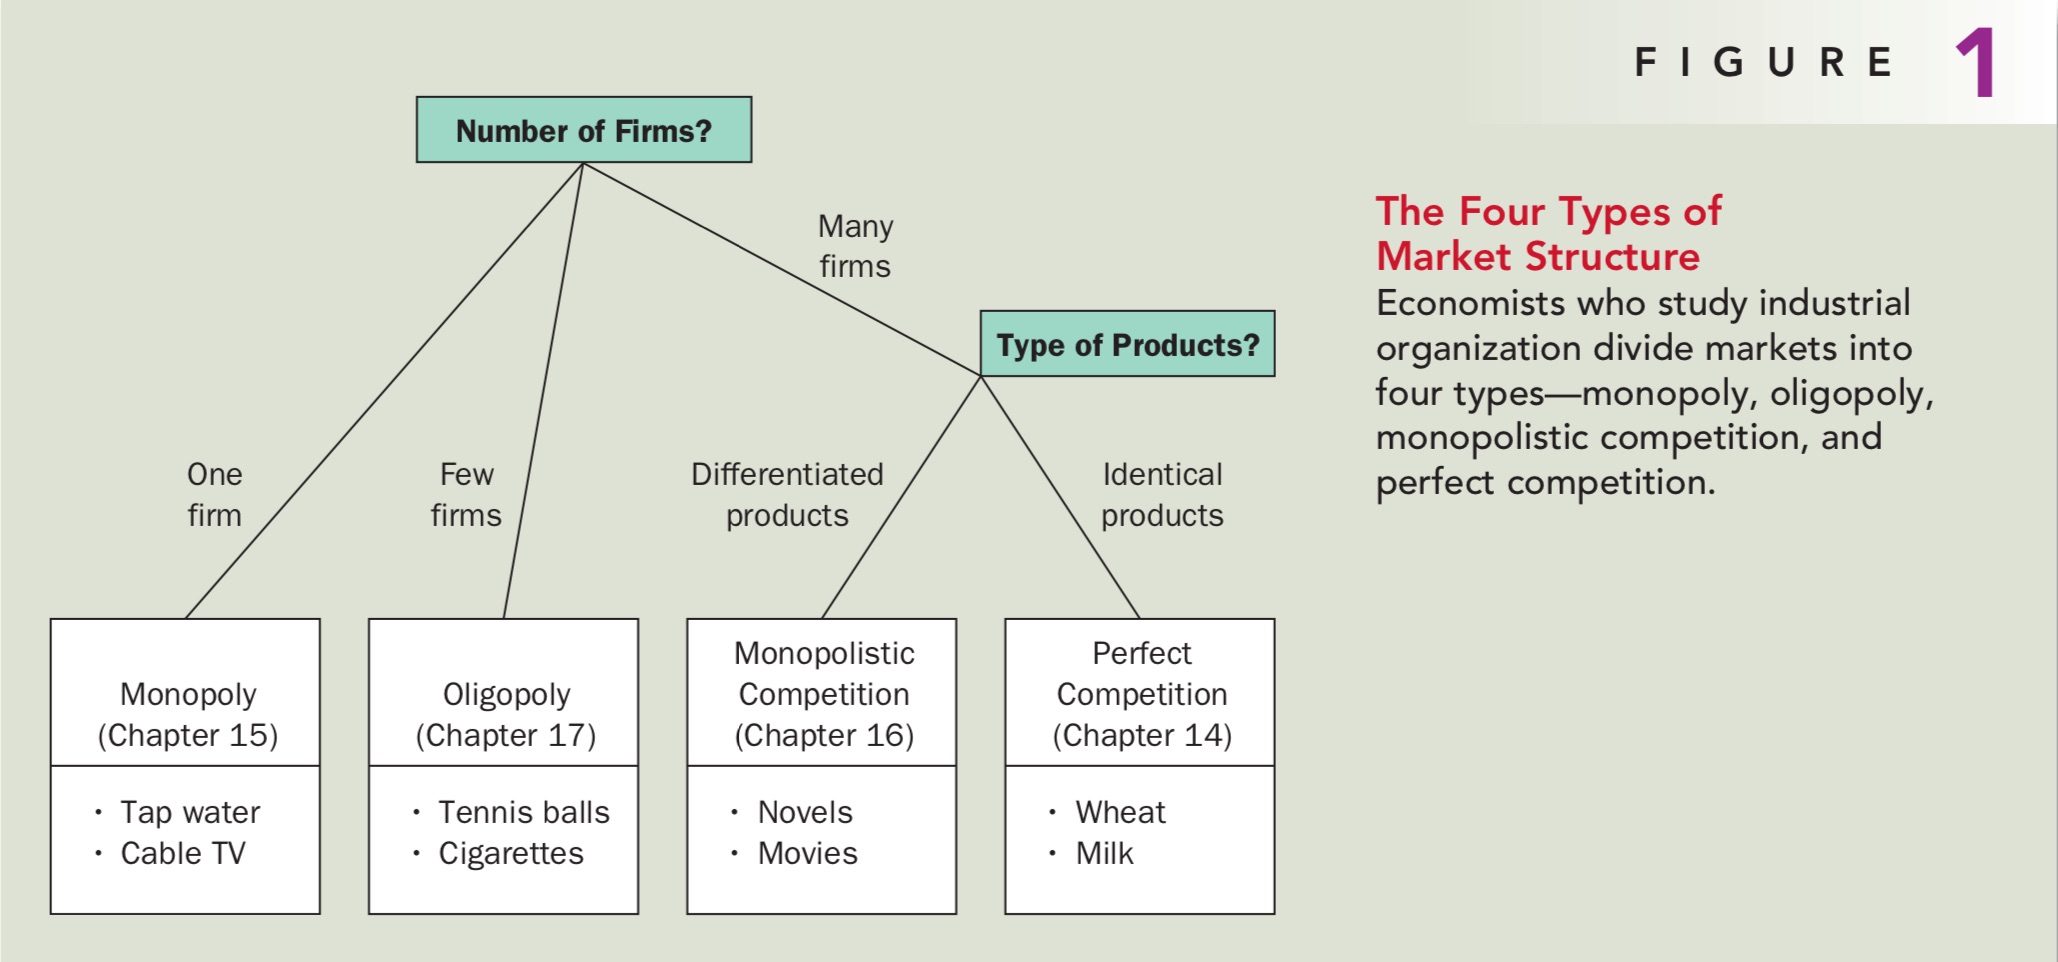 FIGURE 1
Number of Firms?
Many
firms
The Four Types of
Market Structure
Economists who study industrial
organization divide markets into
four types—monopoly, oligopoly,
monopolistic competition, and
perfect competition.
Type of Products?
One
firm
Few
firms
Differentiated
products
Identical
products
Monopoly
(Chapter 15)
• Tap water
• Cable TV
Oligopoly
(Chapter 17)
• Tennis balls
• Cigarettes
Monopolistic
Competition
(Chapter 16)
• Novels
• Movies
Perfect
Competition
(Chapter 14)
• Wheat
• Milk